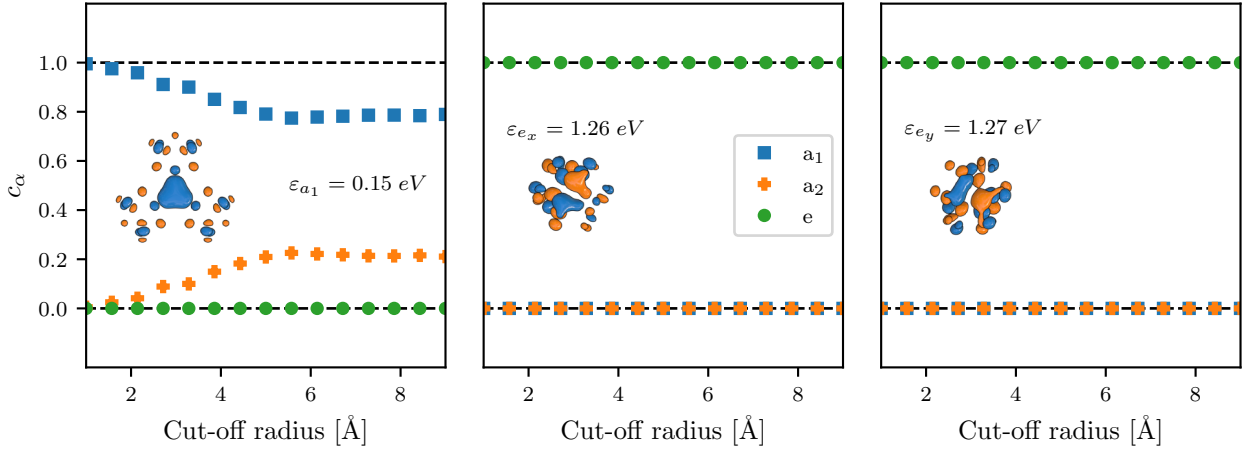 1.0
0.8
0.6
0.4
0.2
0.0
c_α
ε_{a_1} = 0.15 eV
2 4 6 8
Cut-off radius [Å]
ε_{e_x} = 1.26 eV
a_1
a_2
e
2 4 6 8
Cut-off radius [Å]
ε_{e_y} = 1.27 eV
2 4 6 8
Cut-off radius [Å]